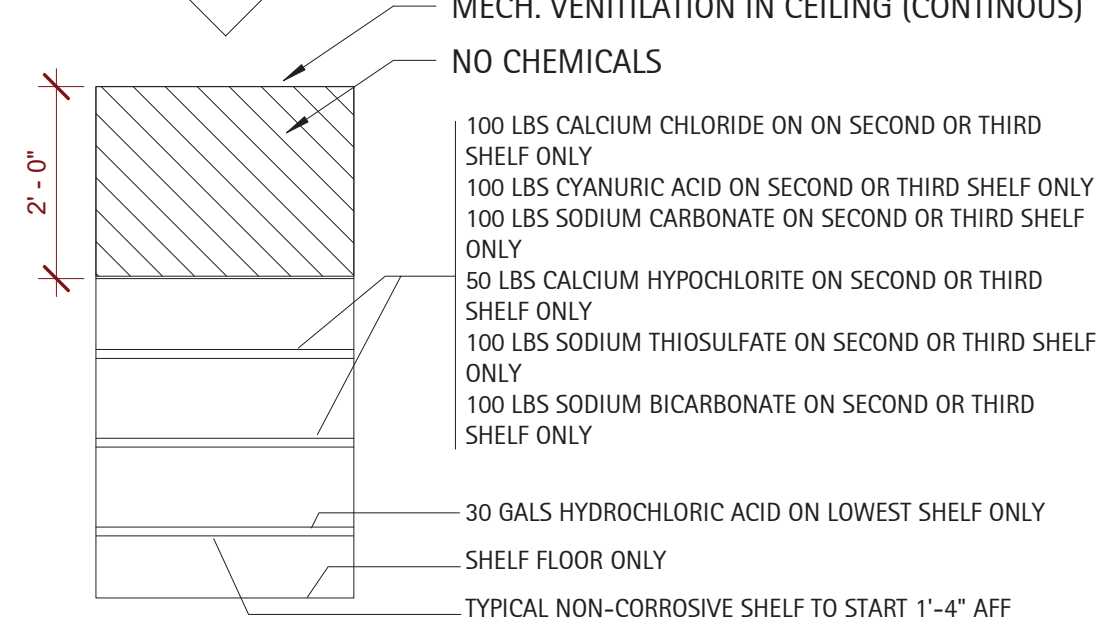 MECH. VENITILATION IN CEILING (CONTINOUS)
NO CHEMICALS
2' - 0"
100 LBS CALCIUM CHLORIDE ON ON SECOND OR THIRD
SHELF ONLY
100 LBS CYANURIC ACID ON SECOND OR THIRD SHELF ONLY
100 LBS SODIUM CARBONATE ON SECOND OR THIRD SHELF
ONLY
50 LBS CALCIUM HYPOCHLORITE ON SECOND OR THIRD
SHELF ONLY
100 LBS SODIUM THIOSULFATE ON SECOND OR THIRD SHELF
ONLY
100 LBS SODIUM BICARBONATE ON SECOND OR THIRD
SHELF ONLY
30 GALS HYDROCHLORIC ACID ON LOWEST SHELF ONLY
SHELF FLOOR ONLY
TYPICAL NON-CORROSIVE SHELF TO START 1'-4" AFF